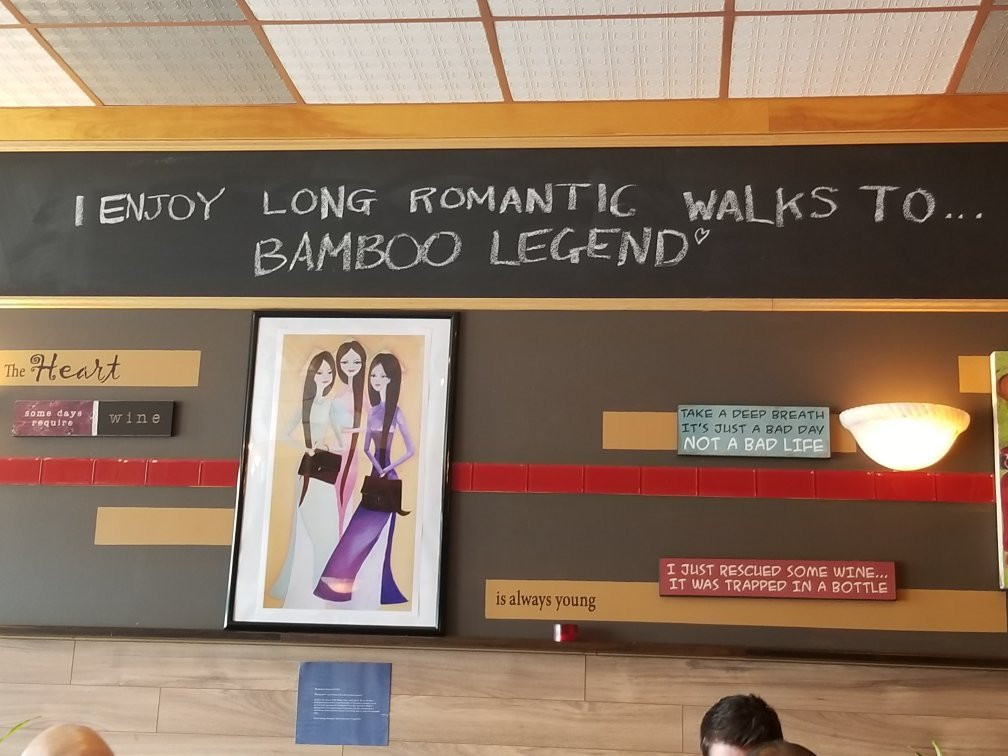 I ENJOY LONG ROMANTIC WALKS TO...
BAMBOO LEGEND
The Heart
some days
require
wine
TAKE A DEEP BREATH
IT'S JUST A BAD DAY
NOT A BAD LIFE
I JUST RESCUED SOME WINE...
IT WAS TRAPPED IN A BOTTLE
is always young